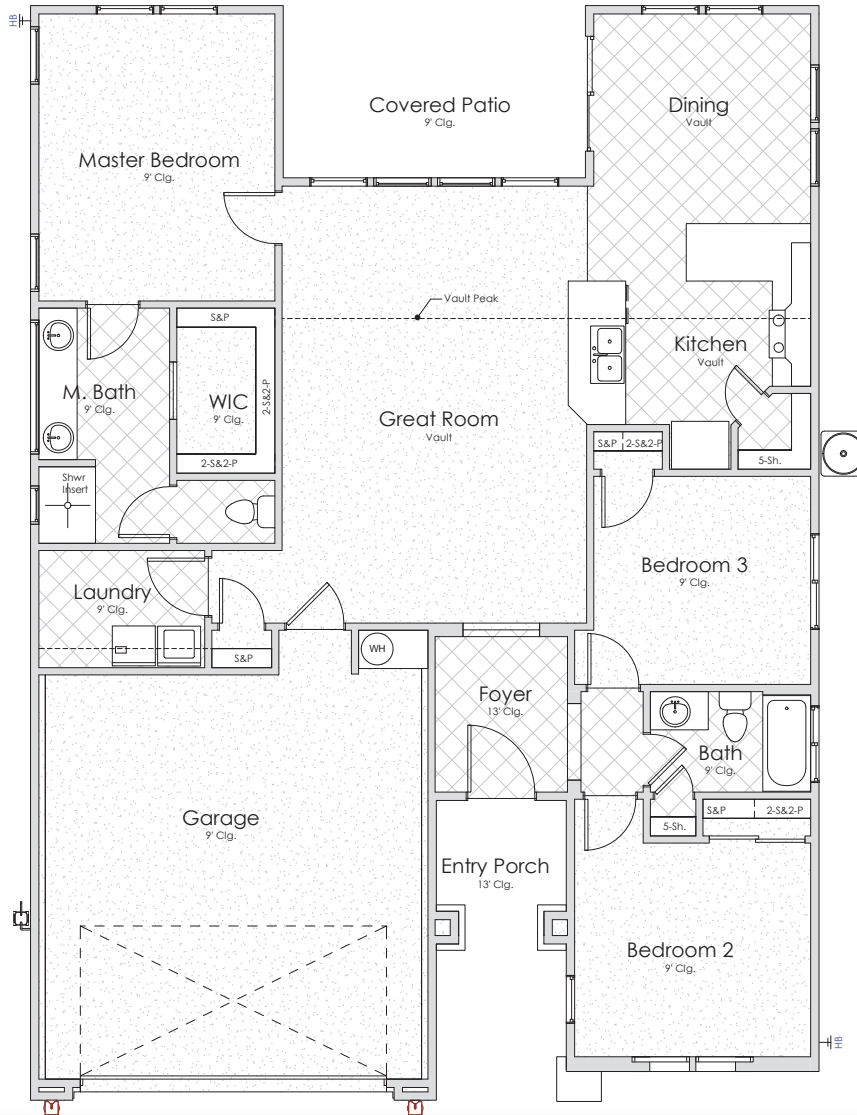 HB
Covered Patio
9' Clg.
Dining
Vault
Master Bedroom
9' Clg.
Vault Peak
S&P
Kitchen
Vault
M. Bath
9' Clg.
WIC
9' Clg.
2-S&2-P
Great Room
Vault
S&P
2-S&2-P
2-S&2-P
5-Sh.
Shwr
Insert
Bedroom 3
9' Clg.
Laundry
9' Clg.
WH
S&P
Foyer
13' Clg.
Bath
9' Clg.
S&P
2-S&2-P
Garage
9' Clg.
5-Sh.
Entry Porch
13' Clg.
Bedroom 2
9' Clg.
HB